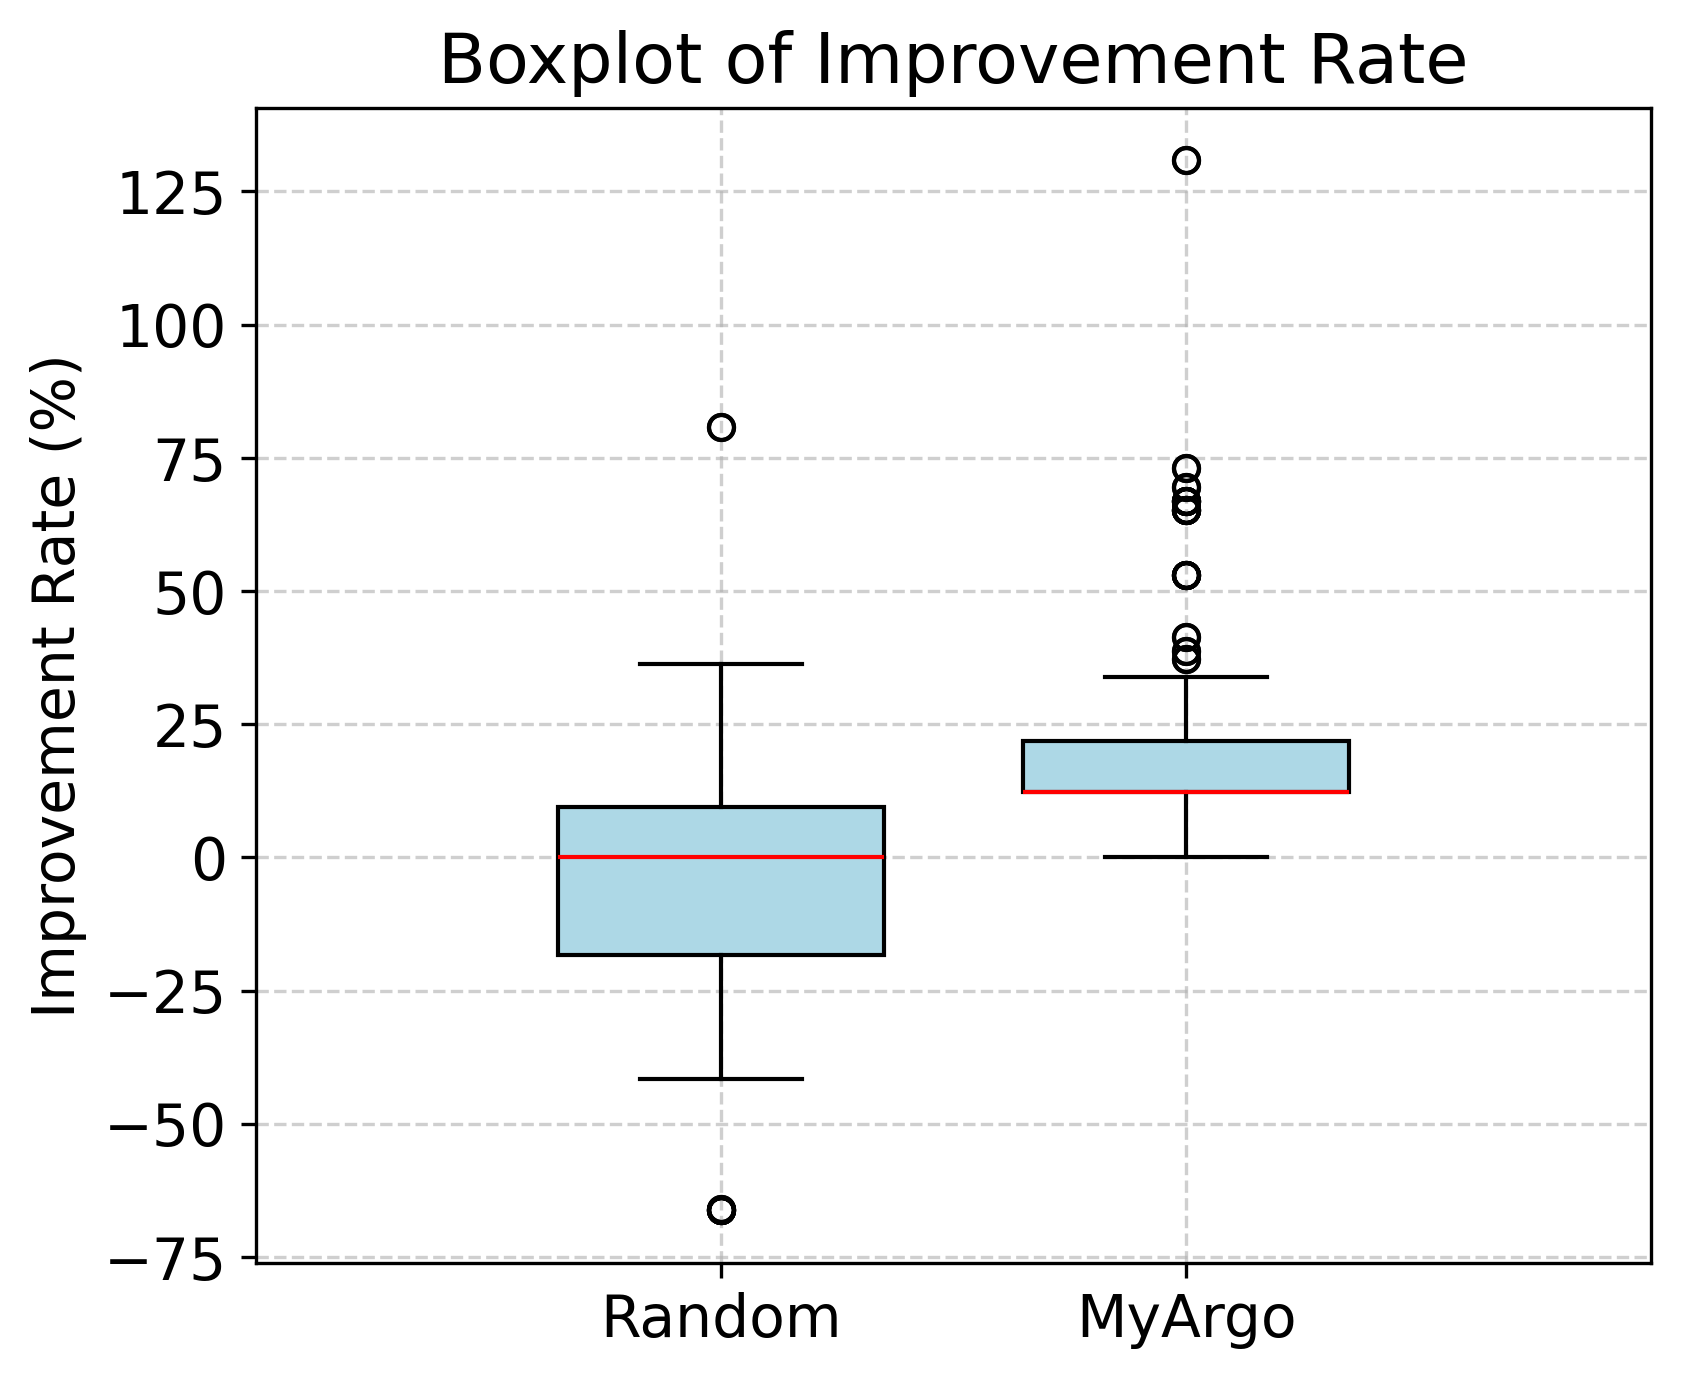 Boxplot of Improvement Rate
Improvement Rate (%)
125
100
75
50
25
0
−25
−50
−75
Random
MyArgo